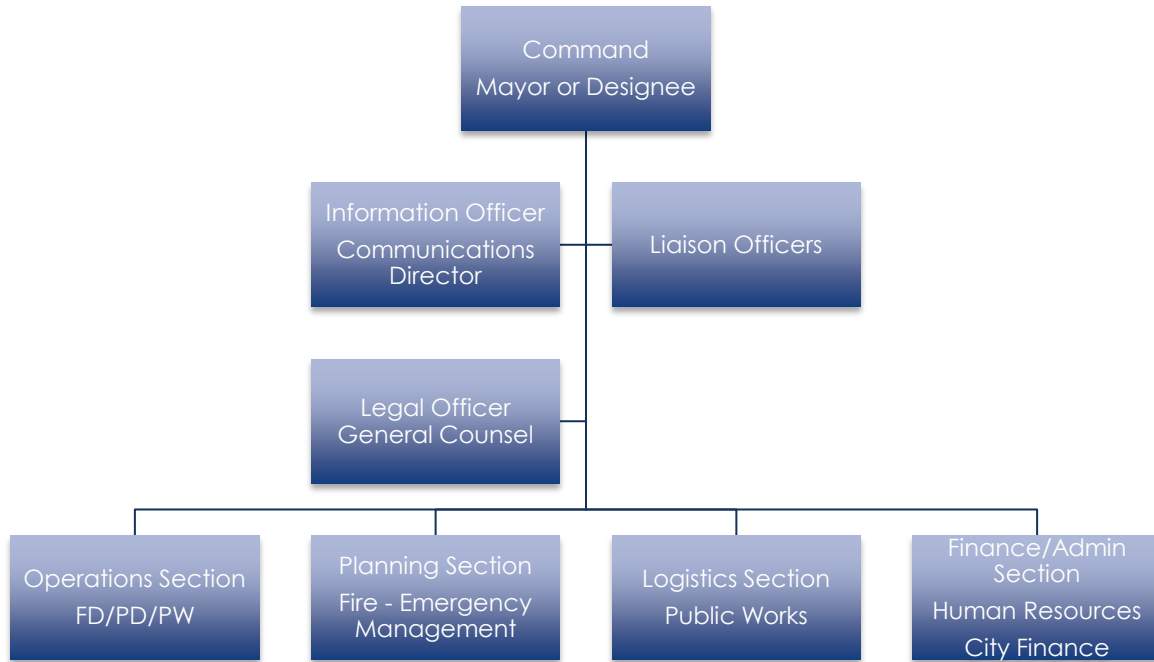 Command
Mayor or Designee
Information Officer
Communications
Director
Liaison Officers
Legal Officer
General Counsel
Operations Section
FD/PD/PW
Planning Section
Fire - Emergency
Management
Logistics Section
Public Works
Finance/Admin
Section
Human Resources
City Finance